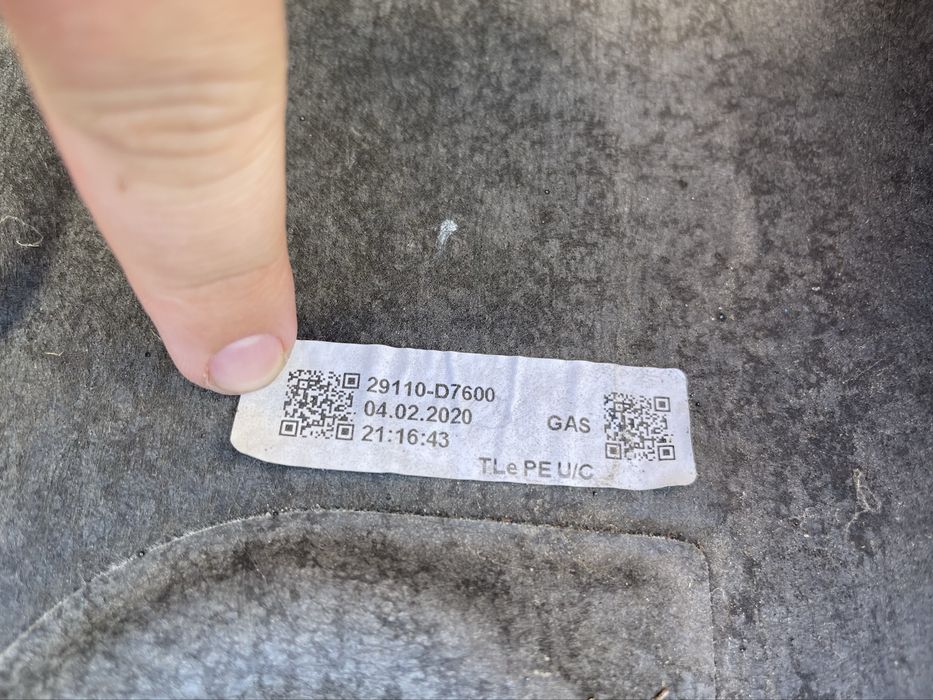 29110-D7600
04.02.2020
21:16:43
GAS
TLe PE U/C